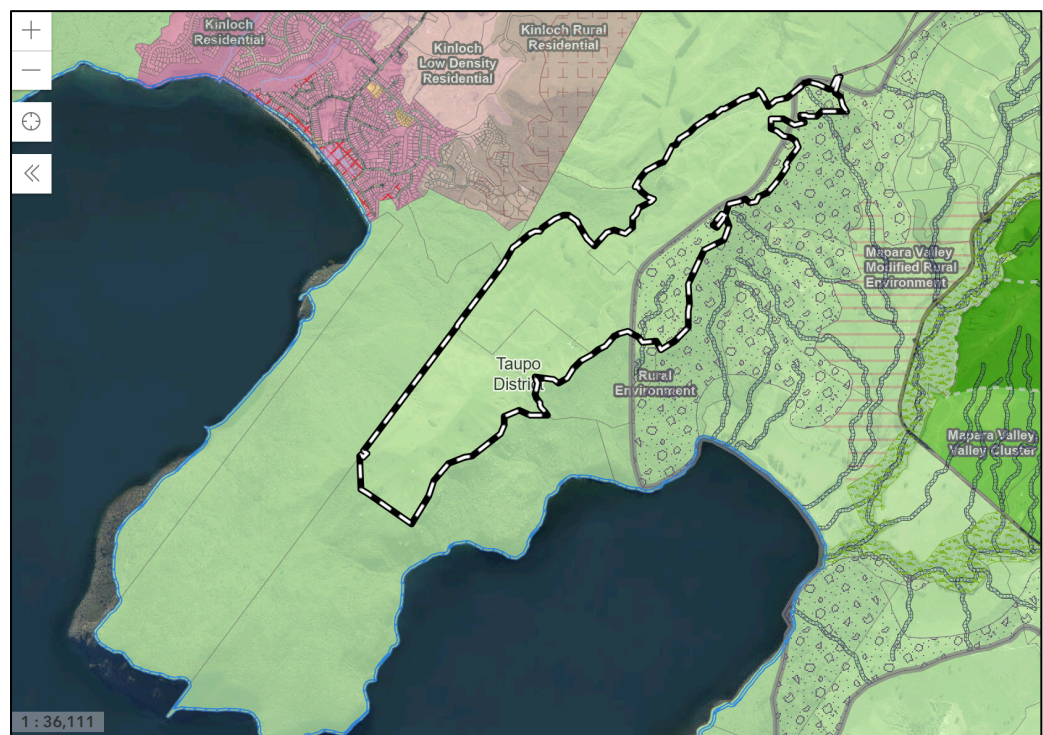 Kinloch
Residential
Kinloch
Low Density
Residential
Kinloch Rural
Residential
Mapara Valley
Modified Rural
Environment
Taupo
District
Rural
Environment
Mapara Valley
Valley Cluster
1 : 36,111